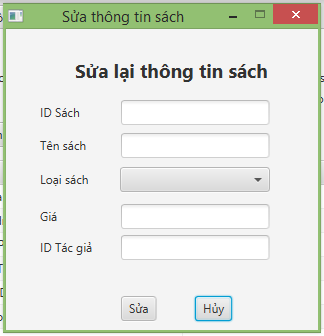 Sửa thông tin sách
Sửa lại thông tin sách
ID Sách
Tên sách
Loại sách
Giá
ID Tác giả
Sửa
Hủy